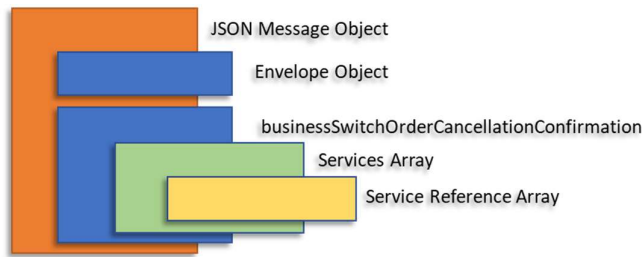 JSON Message Object
Envelope Object
businessSwitchOrderCancellationConfirmation
Services Array
Service Reference Array